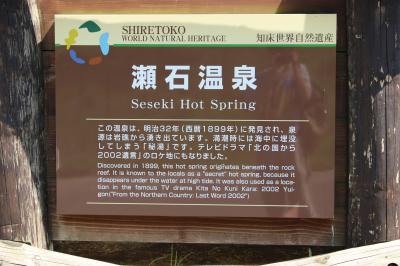 SHIRETOKO
WORLD NATURAL HERITAGE
知床世界自然遺産
瀬石温泉
Seseki Hot Spring
この温泉は、明治32年(西暦1899年)に発見され、泉
源は岩礁から湧き出ています。満潮時には海中に埋没
してしまう「秘湯」です。テレビドラマ「北の国から
2002遺言」のロケ地にもなりました。
Discovered in 1899, this hot spring originates beneath the rock
reef. It is known to the locals as a "secret" hot spring, because it
disappears under the water at high tide. It was also used as a loca-
tion in the famous TV drama Kita No Kuni Kara: 2002 Yui-
gon("From the Northern Country: Last Word 2002")